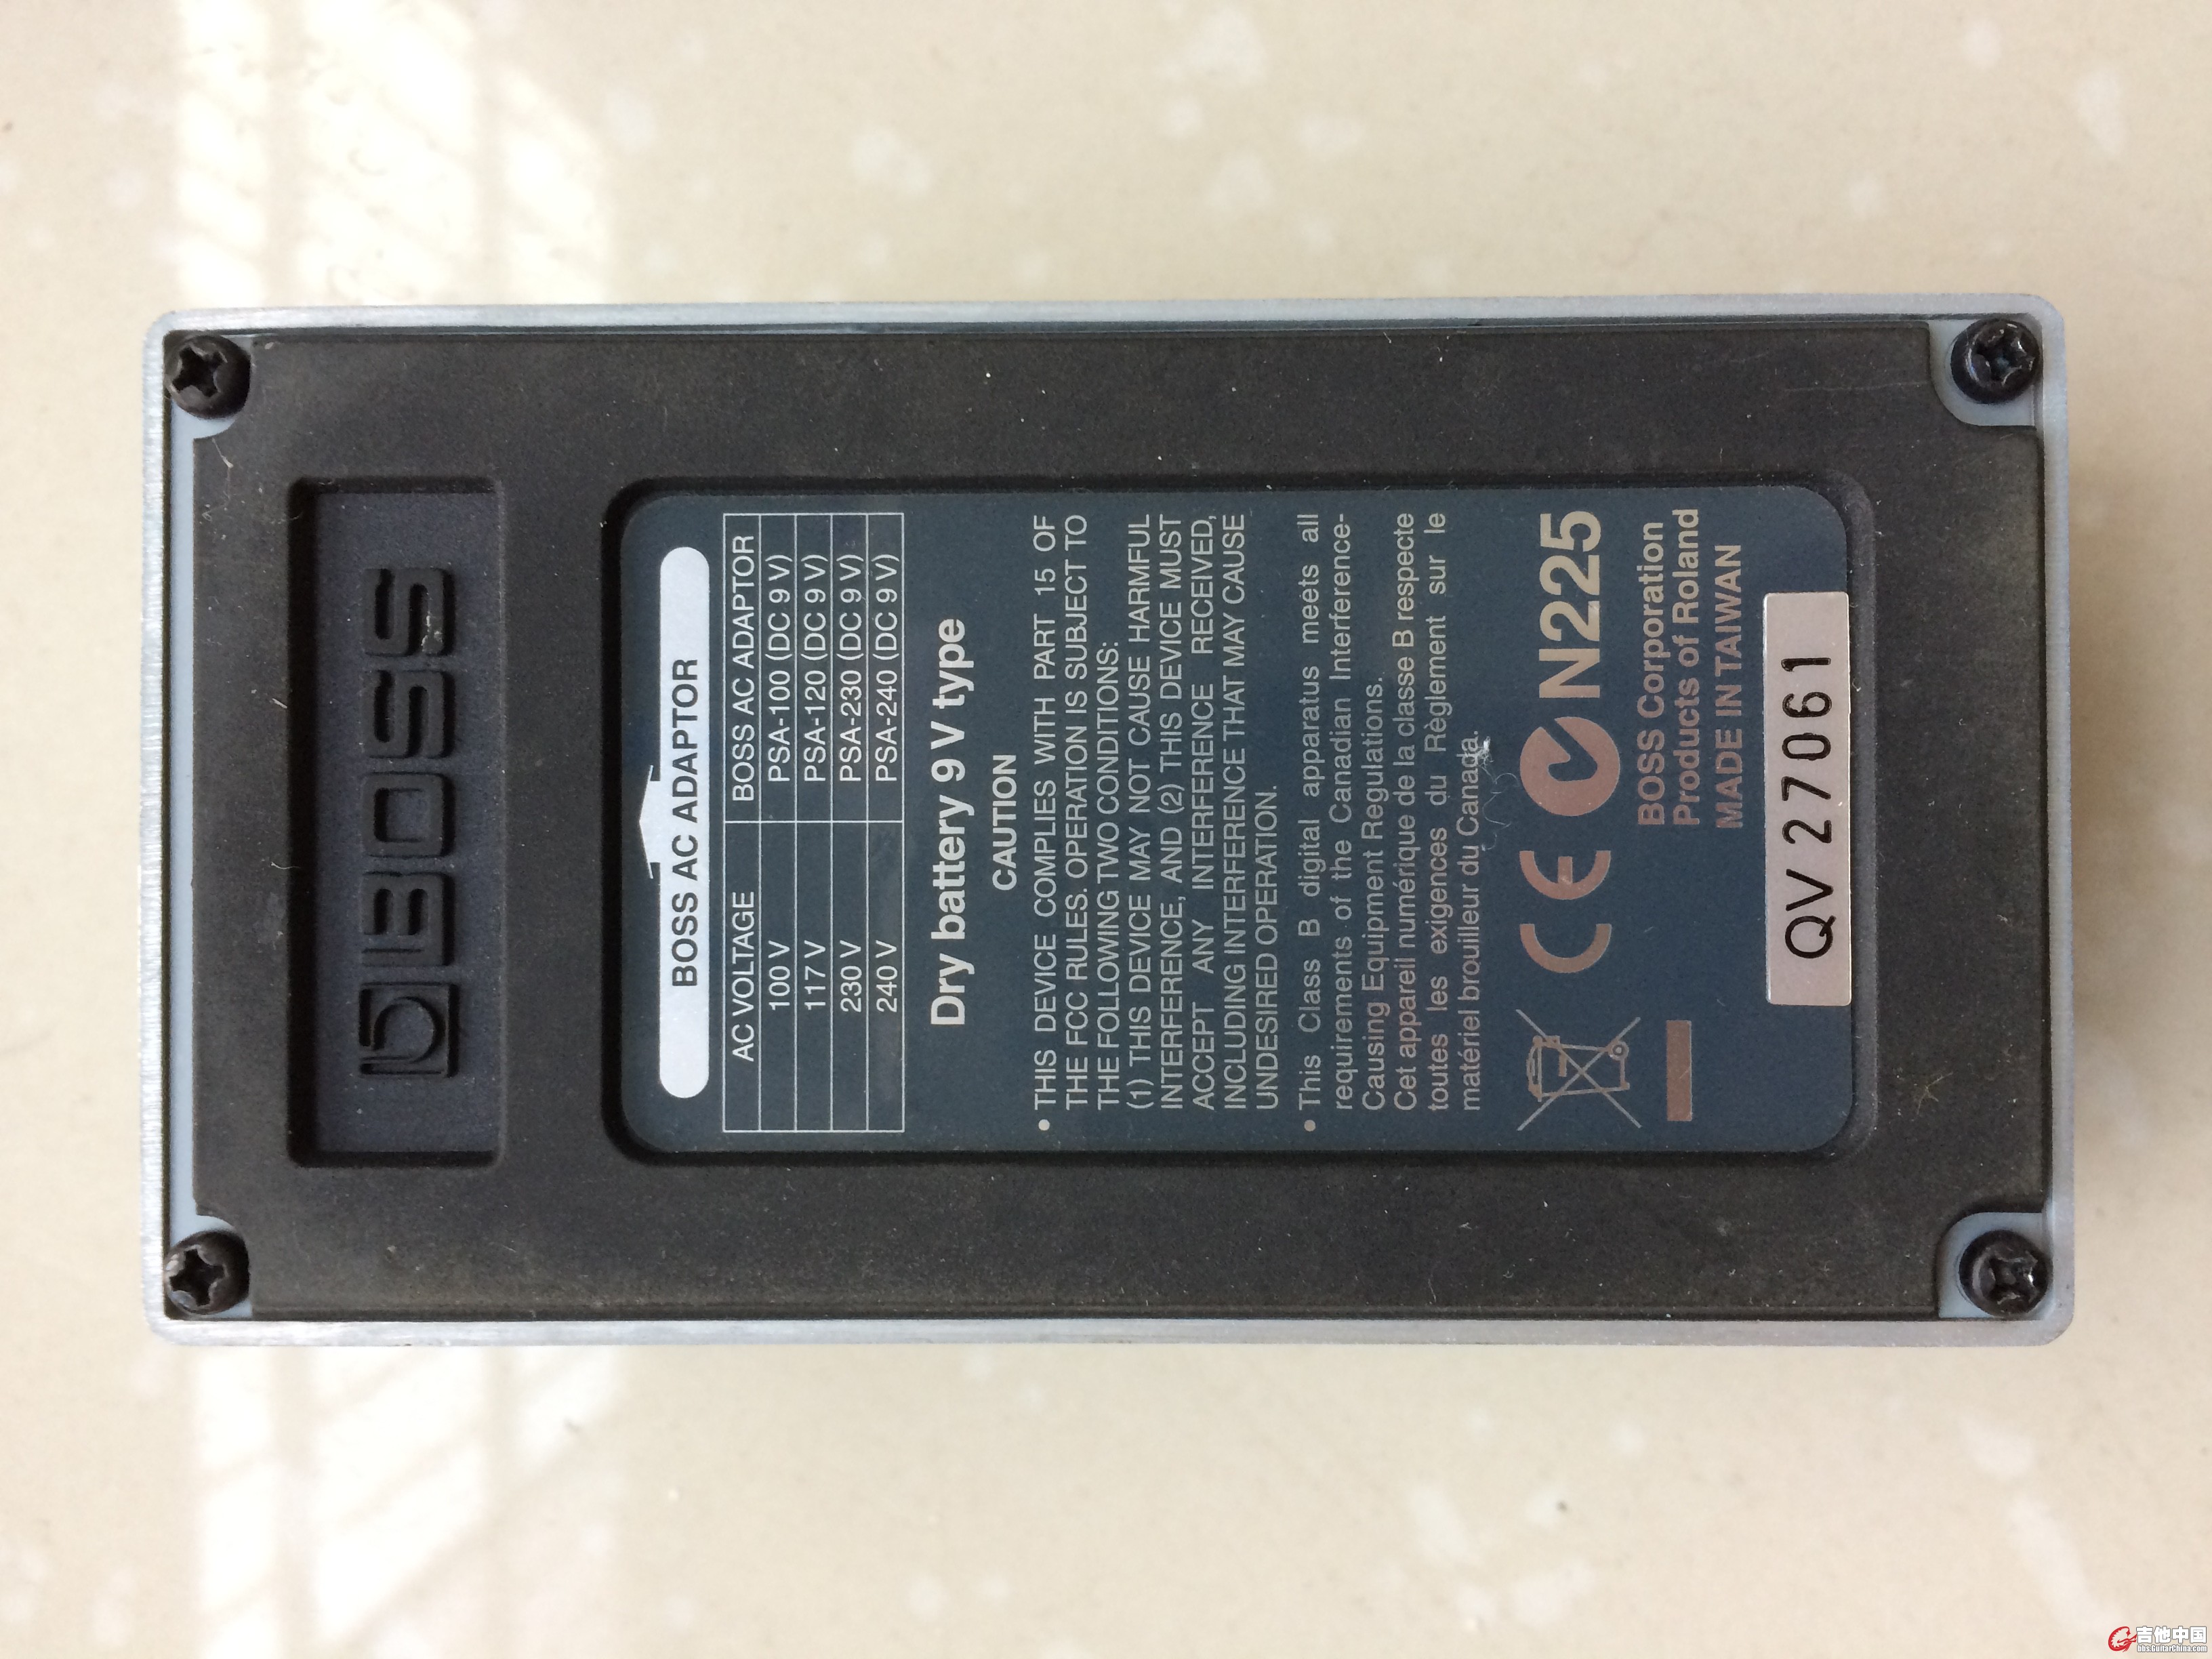 BOSS
BOSS AC ADAPTOR
AC VOLTAGE BOSS AC ADAPTOR
100 V PSA-100 (DC 9 V)
117 V PSA-120 (DC 9 V)
230 V PSA-230 (DC 9 V)
240 V PSA-240 (DC 9 V)
Dry battery 9 V type
CAUTION
• THIS DEVICE COMPLIES WITH PART 15 OF
THE FCC RULES. OPERATION IS SUBJECT TO
THE FOLLOWING TWO CONDITIONS:
(1) THIS DEVICE MAY NOT CAUSE HARMFUL
INTERFERENCE, AND (2) THIS DEVICE MUST
ACCEPT ANY INTERFERENCE RECEIVED,
INCLUDING INTERFERENCE THAT MAY CAUSE
UNDESIRED OPERATION.
• This Class B digital apparatus meets all
requirements of the Canadian Interference-
Causing Equipment Regulations.
Cet appareil numérique de la classe B respecte
toutes les exigences du Règlement sur le
matériel brouilleur du Canada.
CE N225
BOSS Corporation
Products of Roland
MADE IN TAIWAN
QV 27061
吉他中国
bbs.GuitarChina.com